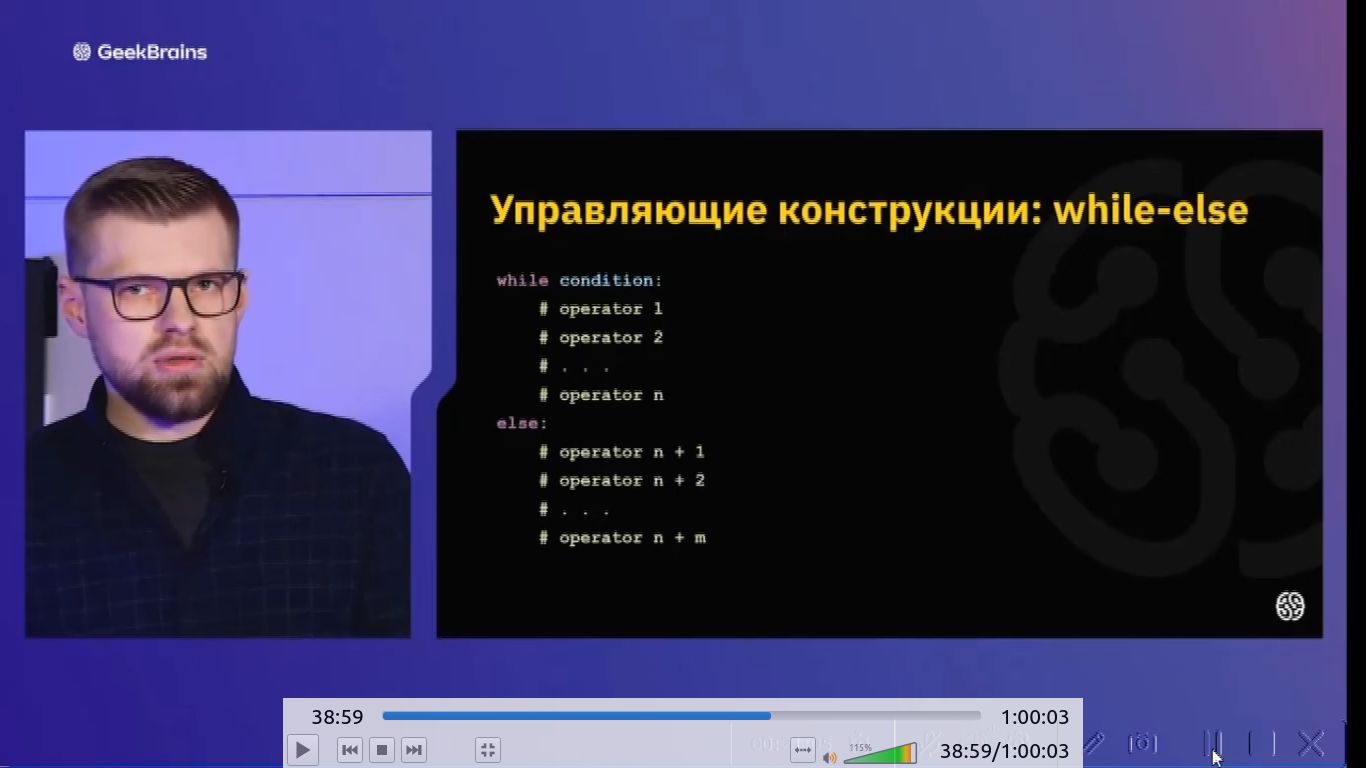 GeekBrains
Управляющие конструкции: while-else
while condition:
# operator 1
# operator 2
# . . .
# operator n
else:
# operator n + 1
# operator n + 2
# . . .
# operator n + m
38:59
1:00:03
115%
38:59/1:00:03